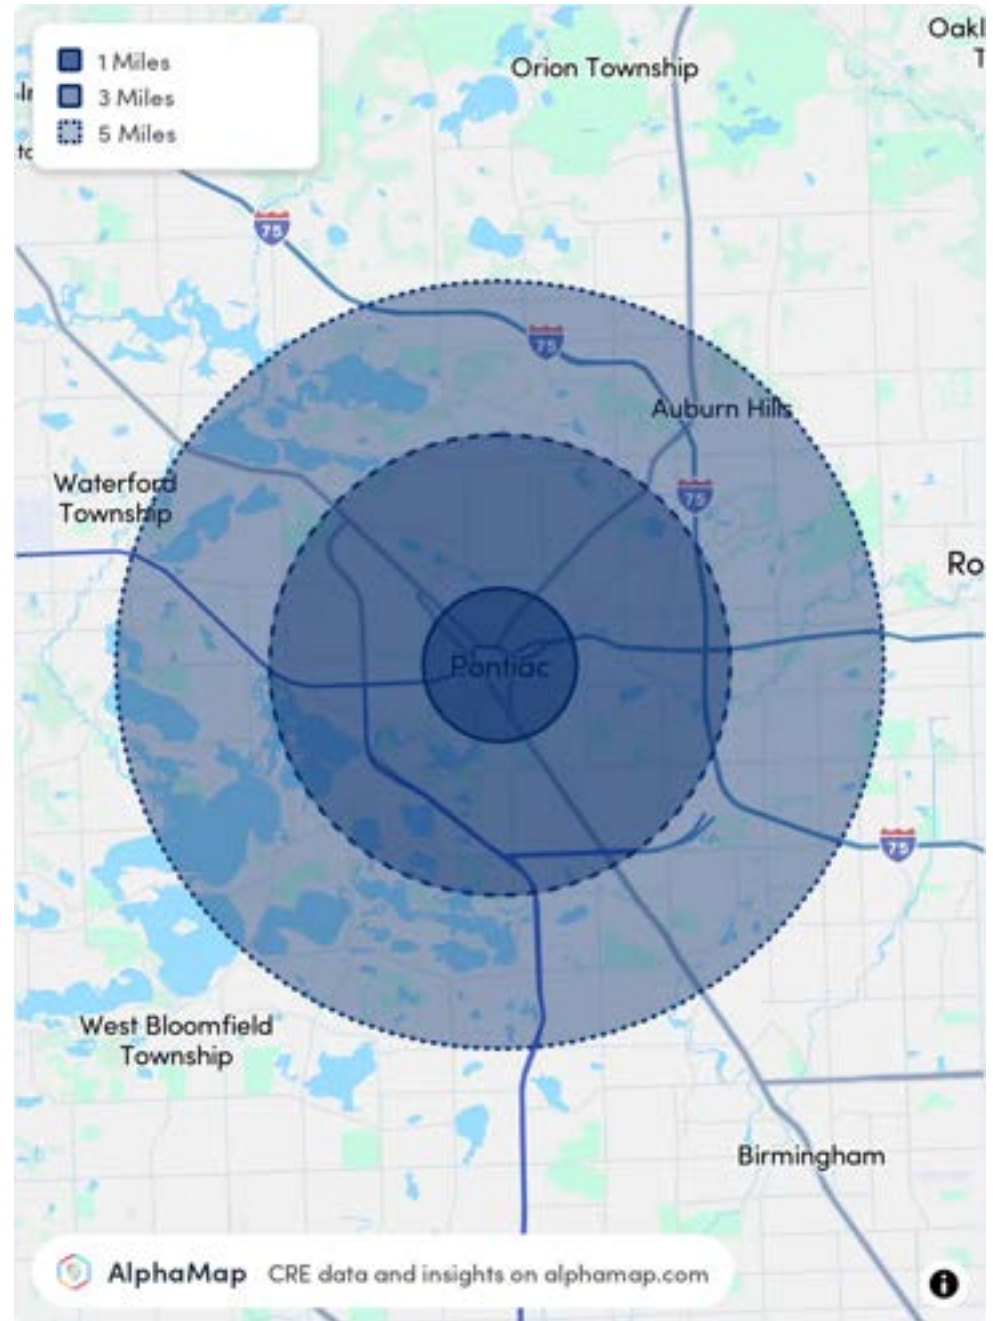 1 Miles
3 Miles
5 Miles
Oakl
T
Orion Township
75
75
Auburn Hills
75
Waterford
Township
Ro
Pontiac
75
West Bloomfield
Township
Birmingham
AlphaMap CRE data and insights on alphamap.com